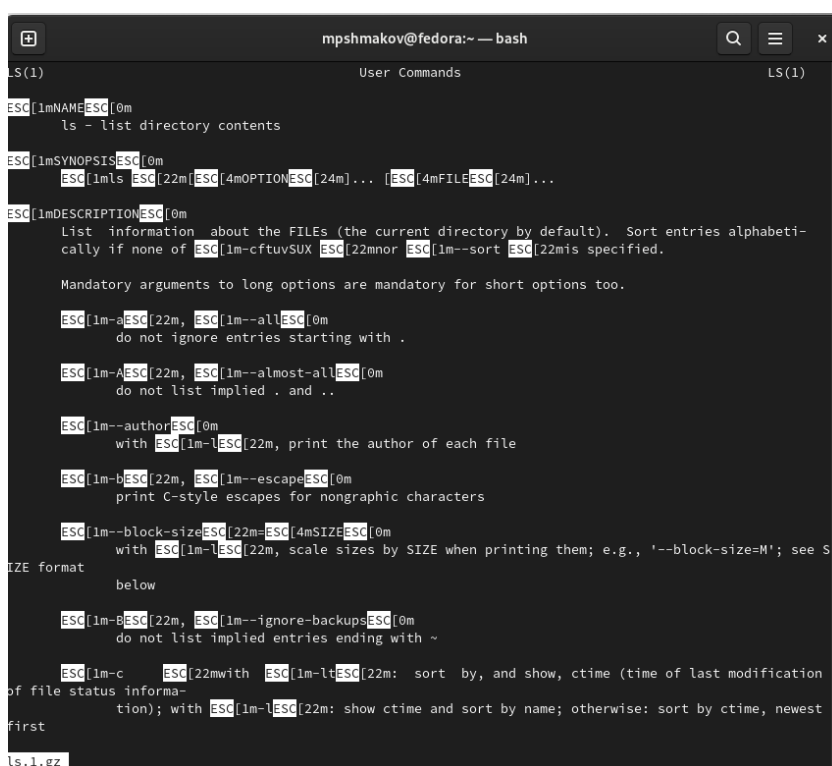 mpshmakov@fedora:~ — bash
LS(1) User Commands LS(1)
ESC[1mNAMEESC[0m
ls - list directory contents
ESC[1mSYNOPSISESC[0m
ESC[1mls ESC[22m[ESC[4mOPTIONESC[24m]... [ESC[4mFILEESC[24m]...
ESC[1mDESCRIPTIONESC[0m
List information about the FILEs (the current directory by default). Sort entries alphabeti-
cally if none of ESC[1m-cftuvSUX ESC[22mnor ESC[1m--sort ESC[22mis specified.
Mandatory arguments to long options are mandatory for short options too.
ESC[1m-aESC[22m, ESC[1m--allESC[0m
do not ignore entries starting with .
ESC[1m-AESC[22m, ESC[1m--almost-allESC[0m
do not list implied . and ..
ESC[1m--authorESC[0m
with ESC[1m-lESC[22m, print the author of each file
ESC[1m-bESC[22m, ESC[1m--escapeESC[0m
print C-style escapes for nongraphic characters
ESC[1m--block-sizeESC[22m=ESC[4mSIZEESC[0m
with ESC[1m-lESC[22m, scale sizes by SIZE when printing them; e.g., '--block-size=M'; see S
IZE format
below
ESC[1m-BESC[22m, ESC[1m--ignore-backupsESC[0m
do not list implied entries ending with ~
ESC[1m-c ESC[22mwith ESC[1m-ltESC[22m: sort by, and show, ctime (time of last modification
of file status informa-
tion); with ESC[1m-lESC[22m: show ctime and sort by name; otherwise: sort by ctime, newest
first
ls.1.gz